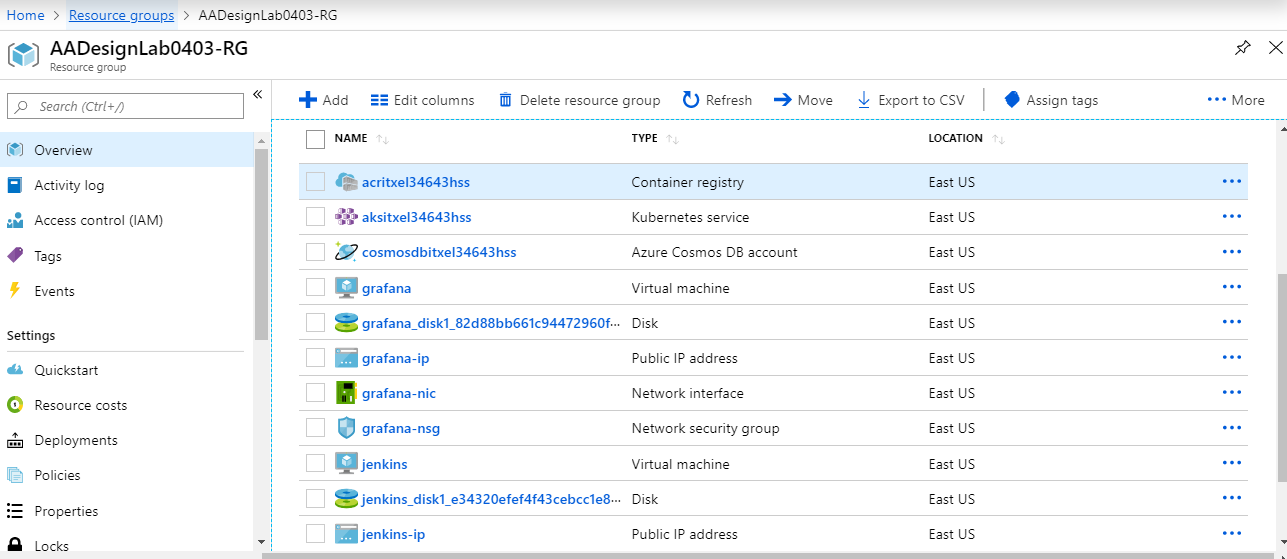 Home > Resource groups > AADesignLab0403-RG
AADesignLab0403-RG
Resource group
Search (Ctrl+/)
Overview
Activity log
Access control (IAM)
Tags
Events
Settings
Quickstart
Resource costs
Deployments
Policies
Properties
Locks
Add Edit columns Delete resource group Refresh Move Export to CSV Assign tags More
NAME TYPE LOCATION
acritxel34643hss Container registry East US
aksitxel34643hss Kubernetes service East US
cosmosdbitxel34643hss Azure Cosmos DB account East US
grafana Virtual machine East US
grafana_disk1_82d88bb661c94472960f... Disk East US
grafana-ip Public IP address East US
grafana-nic Network interface East US
grafana-nsg Network security group East US
jenkins Virtual machine East US
jenkins_disk1_e34320efef4f43cebcc1e8... Disk East US
jenkins-ip Public IP address East US